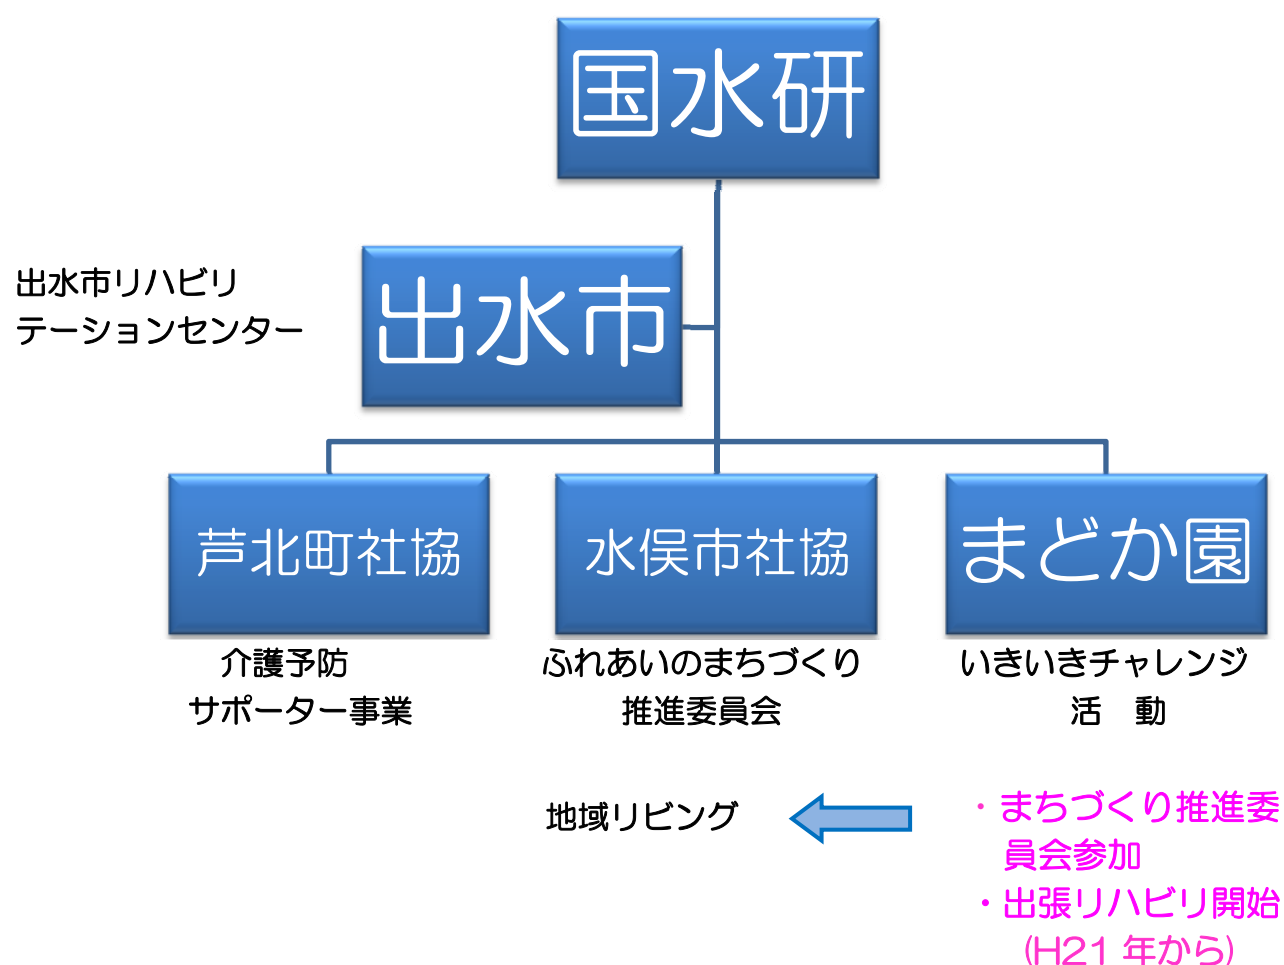 国水研
出水市
出水市リハビリ
テーションセンター
芦北町社協
水俣市社協
まどか園
介護予防
サポーター事業
ふれあいのまちづくり
推進委員会
いきいきチャレンジ
活　動
地域リビング
・まちづくり推進委
員会参加
・出張リハビリ開始
(H21 年から)